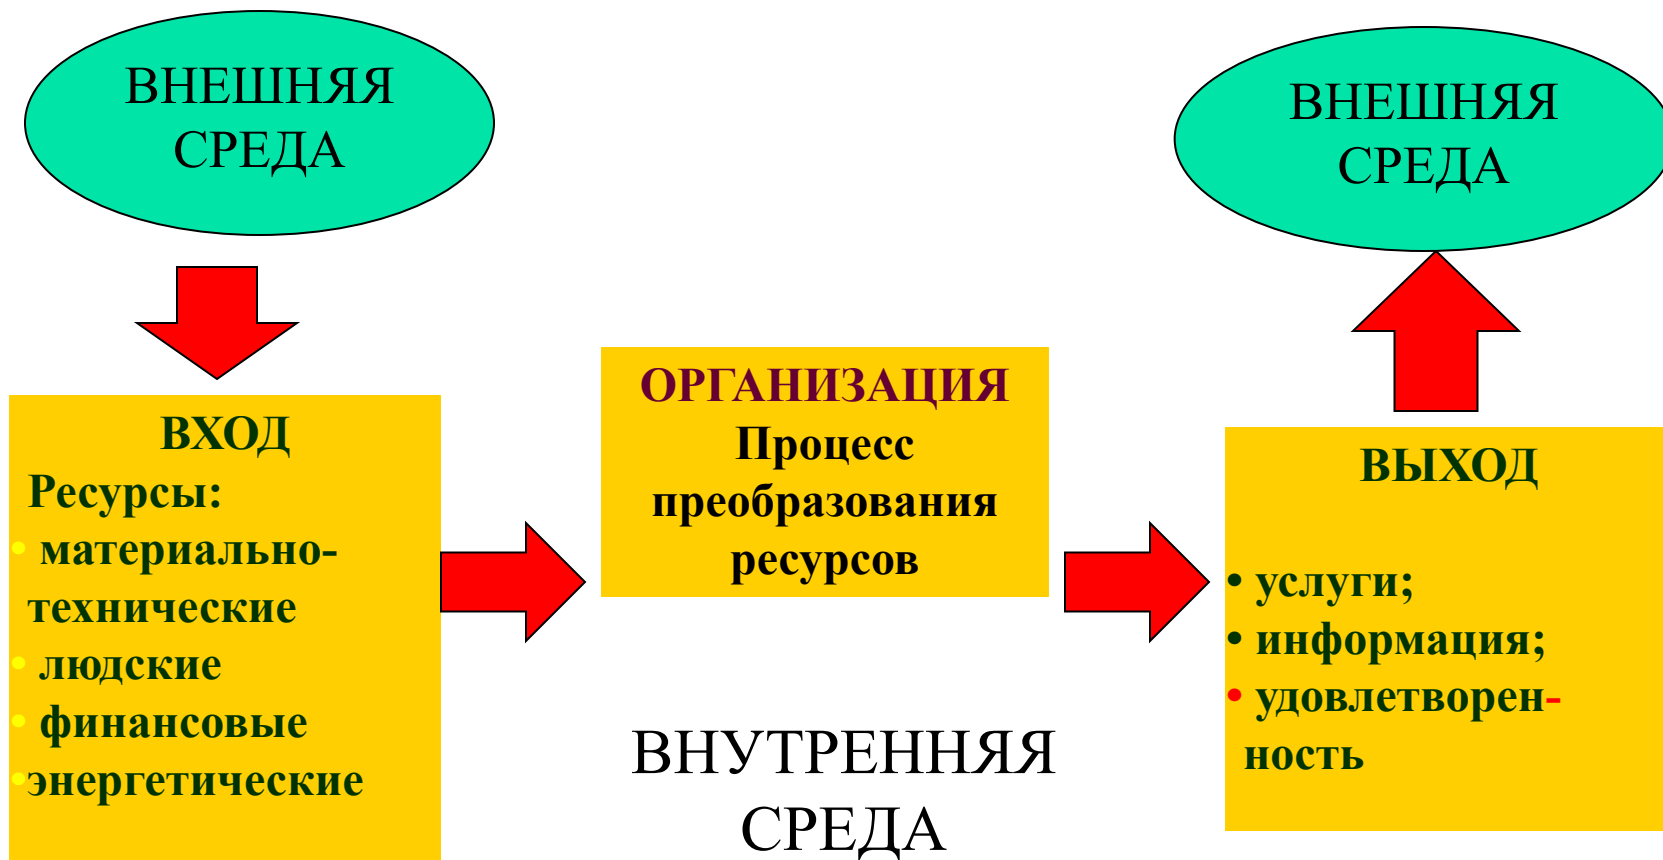 ВНЕШНЯЯ
СРЕДА
ВНЕШНЯЯ
СРЕДА
ВХОД
Ресурсы:
• материально-
технические
• людские
• финансовые
•энергетические
ОРГАНИЗАЦИЯ
Процесс
преобразования
ресурсов
ВНУТРЕННЯЯ
СРЕДА
ВЫХОД
• услуги;
• информация;
• удовлетворен-
ность